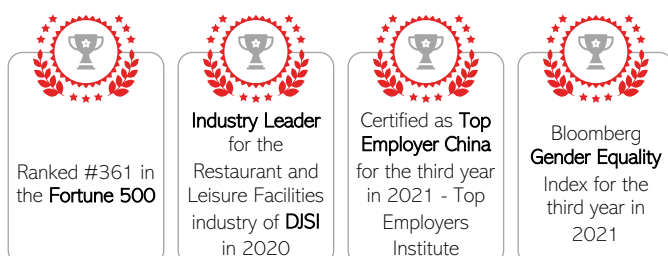 Ranked #361 in
the Fortune 500
Industry Leader
for the
Restaurant and
Leisure Facilities
industry of DJSI
in 2020
Certified as Top
Employer China
for the third year
in 2021 - Top
Employers
Institute
Bloomberg
Gender Equality
Index for the
third year in
2021